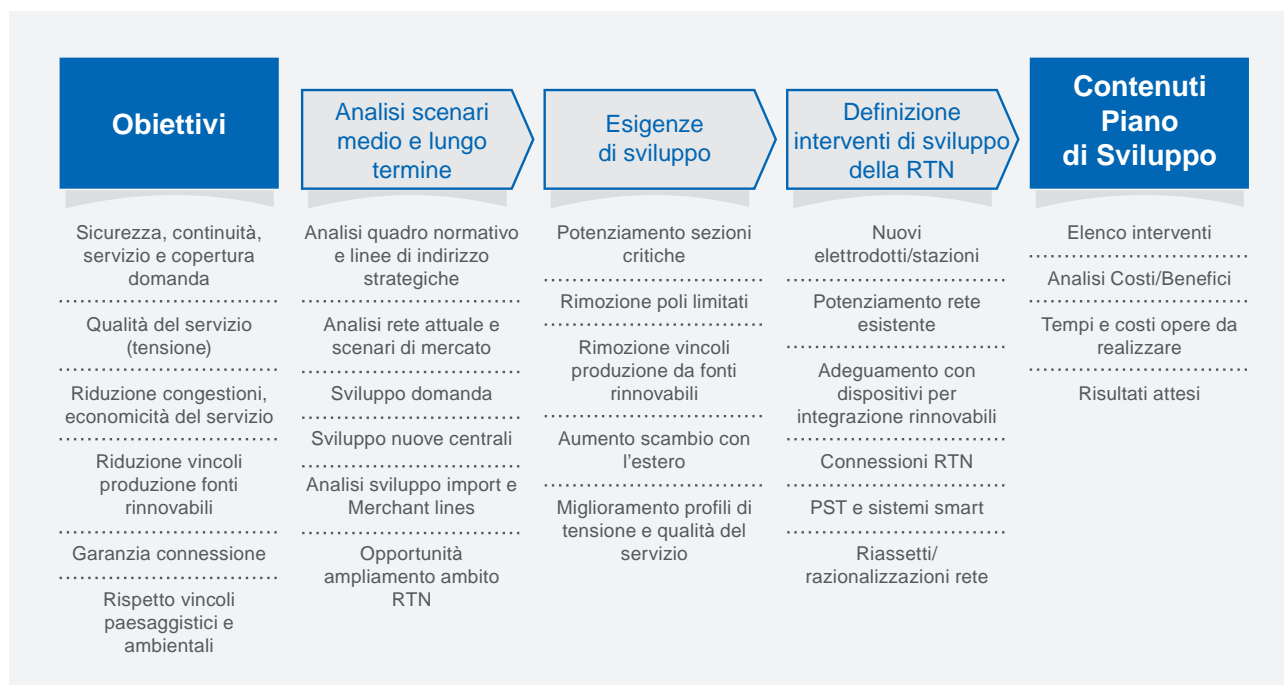 Obiettivi
Sicurezza, continuità,
servizio e copertura
domanda
Qualità del servizio
(tensione)
Riduzione congestioni,
economicità del servizio
Riduzione vincoli
produzione fonti
rinnovabili
Garanzia connessione
Rispetto vincoli
paesaggistici e
ambientali
Analisi scenari
medio e lungo
termine
Analisi quadro normativo
e linee di indirizzo
strategiche
Analisi rete attuale e
scenari di mercato
Sviluppo domanda
Sviluppo nuove centrali
Analisi sviluppo import e
Merchant lines
Opportunità
ampliamento ambito
RTN
Esigenze
di sviluppo
Potenziamento sezioni
critiche
Rimozione poli limitati
Rimozione vincoli
produzione da fonti
rinnovabili
Aumento scambio con
l'estero
Miglioramento profili di
tensione e qualità del
servizio
Definizione
interventi di sviluppo
della RTN
Nuovi
elettrodotti/stazioni
Potenziamento rete
esistente
Adeguamento con
dispositivi per
integrazione rinnovabili
Connessioni RTN
PST e sistemi smart
Riassetti/
razionalizzazioni rete
Contenuti
Piano
di Sviluppo
Elenco interventi
Analisi Costi/Benefici
Tempi e costi opere da
realizzare
Risultati attesi